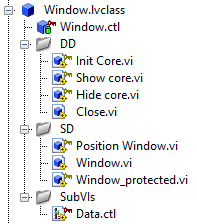 Window.lvclass
Window.ctl
DD
Init Core.vi
Show core.vi
Hide core.vi
Close.vi
SD
Position Window.vi
Window.vi
Window_protected.vi
SubVIs
Data.ctl